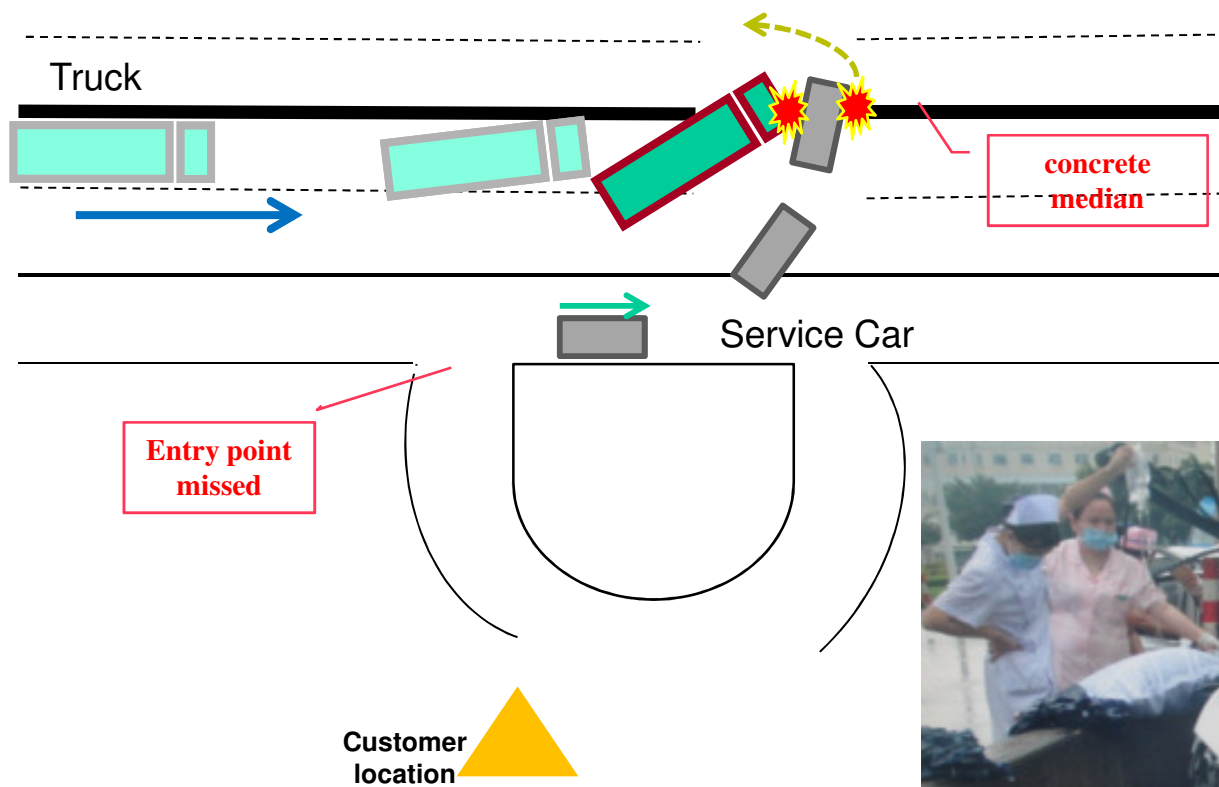 Truck
concrete
median
Service Car
Entry point
missed
Customer
location